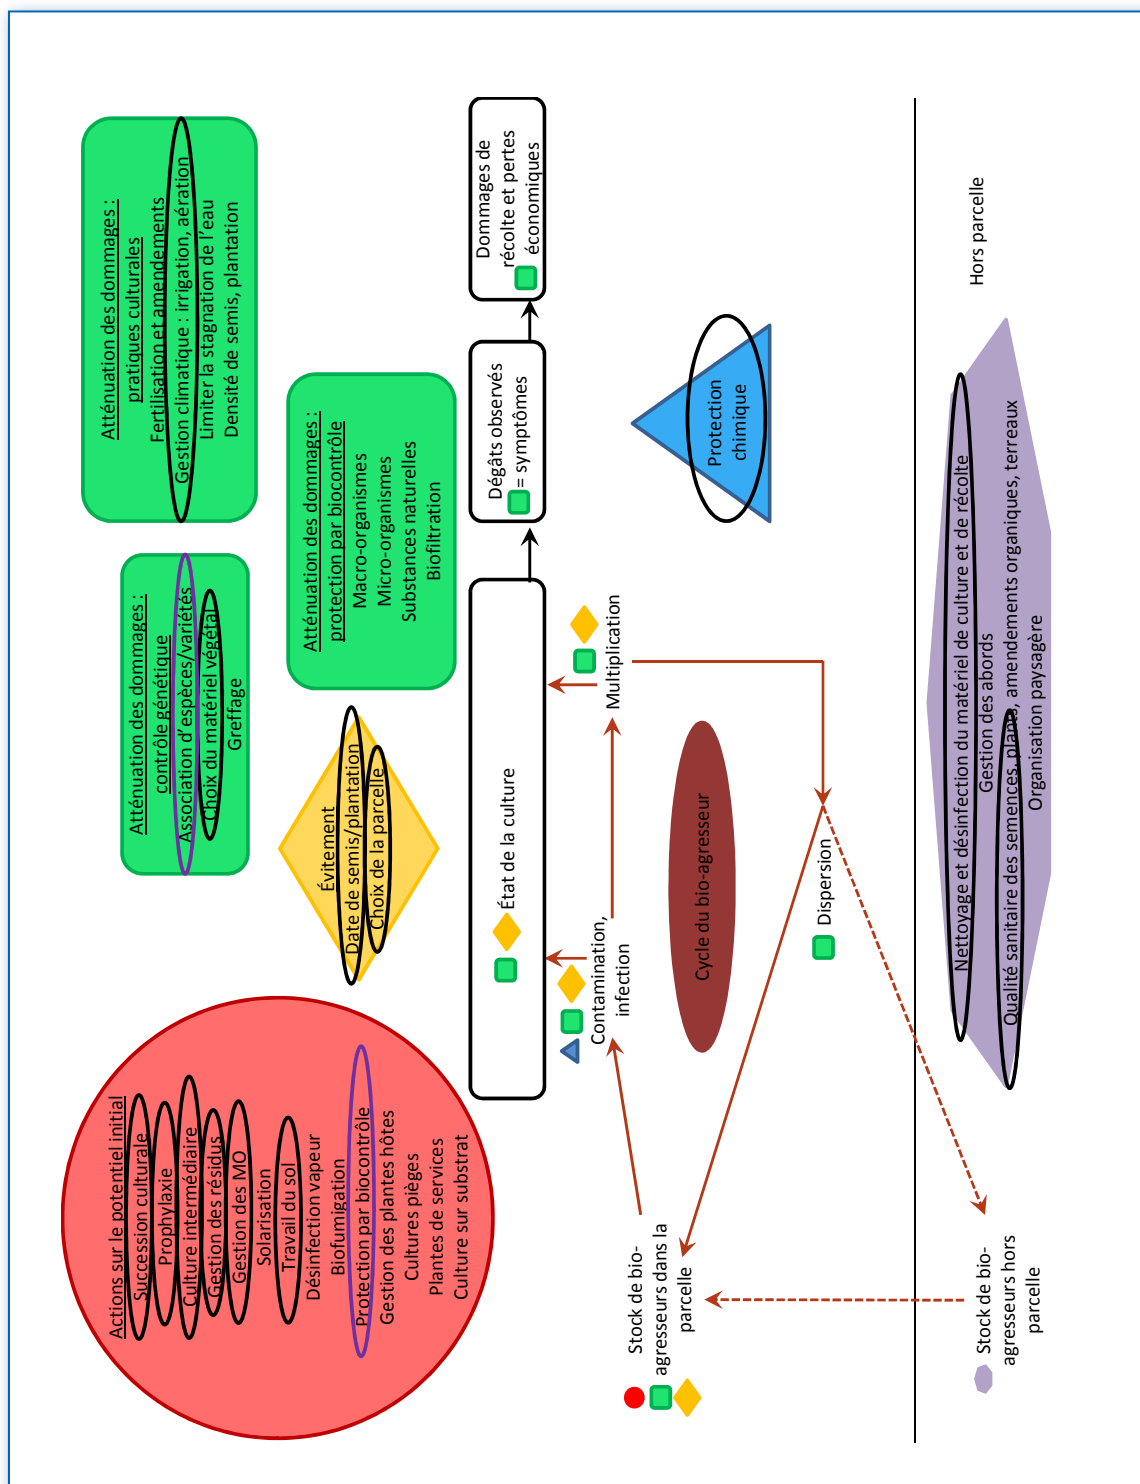 Actions sur le potentiel initial
Succession culturale
Prophylaxie
Culture intermédiaire
Gestion des résidus
Gestion des MO
Solarisation
Travail du sol
Désinfection vapeur
Biofumigation
Protection par biocontrôle
Gestion des plantes hôtes
Cultures pièges
Plantes de services
Culture sur substrat
Atténuation des dommages :
contrôle génétique
Association d’espèces/variétés
Choix du matériel végétal
Greffage
Atténuation des dommages :
pratiques culturales
Fertilisation et amendements
Gestion climatique : irrigation, aération
Limiter la stagnation de l’eau
Densité de semis, plantation
Évitement
Date de semis/plantation
Choix de la parcelle
Atténuation des dommages :
protection par biocontrôle
Macro-organismes
Micro-organismes
Substances naturelles
Biofiltration
État de la culture
Dégâts observés
= symptômes
Dommages de
récolte et pertes
économiques
Contamination,
infection
Multiplication
Protection
chimique
Cycle du bio-agresseur
Stock de bio-
agresseurs dans la
parcelle
Dispersion
Hors parcelle
Nettoyage et désinfection du matériel de culture et de récolte
Gestion des abords
Qualité sanitaire des semences, plants, amendements organiques, terreaux
Organisation paysagère
Stock de bio-
agresseurs hors
parcelle